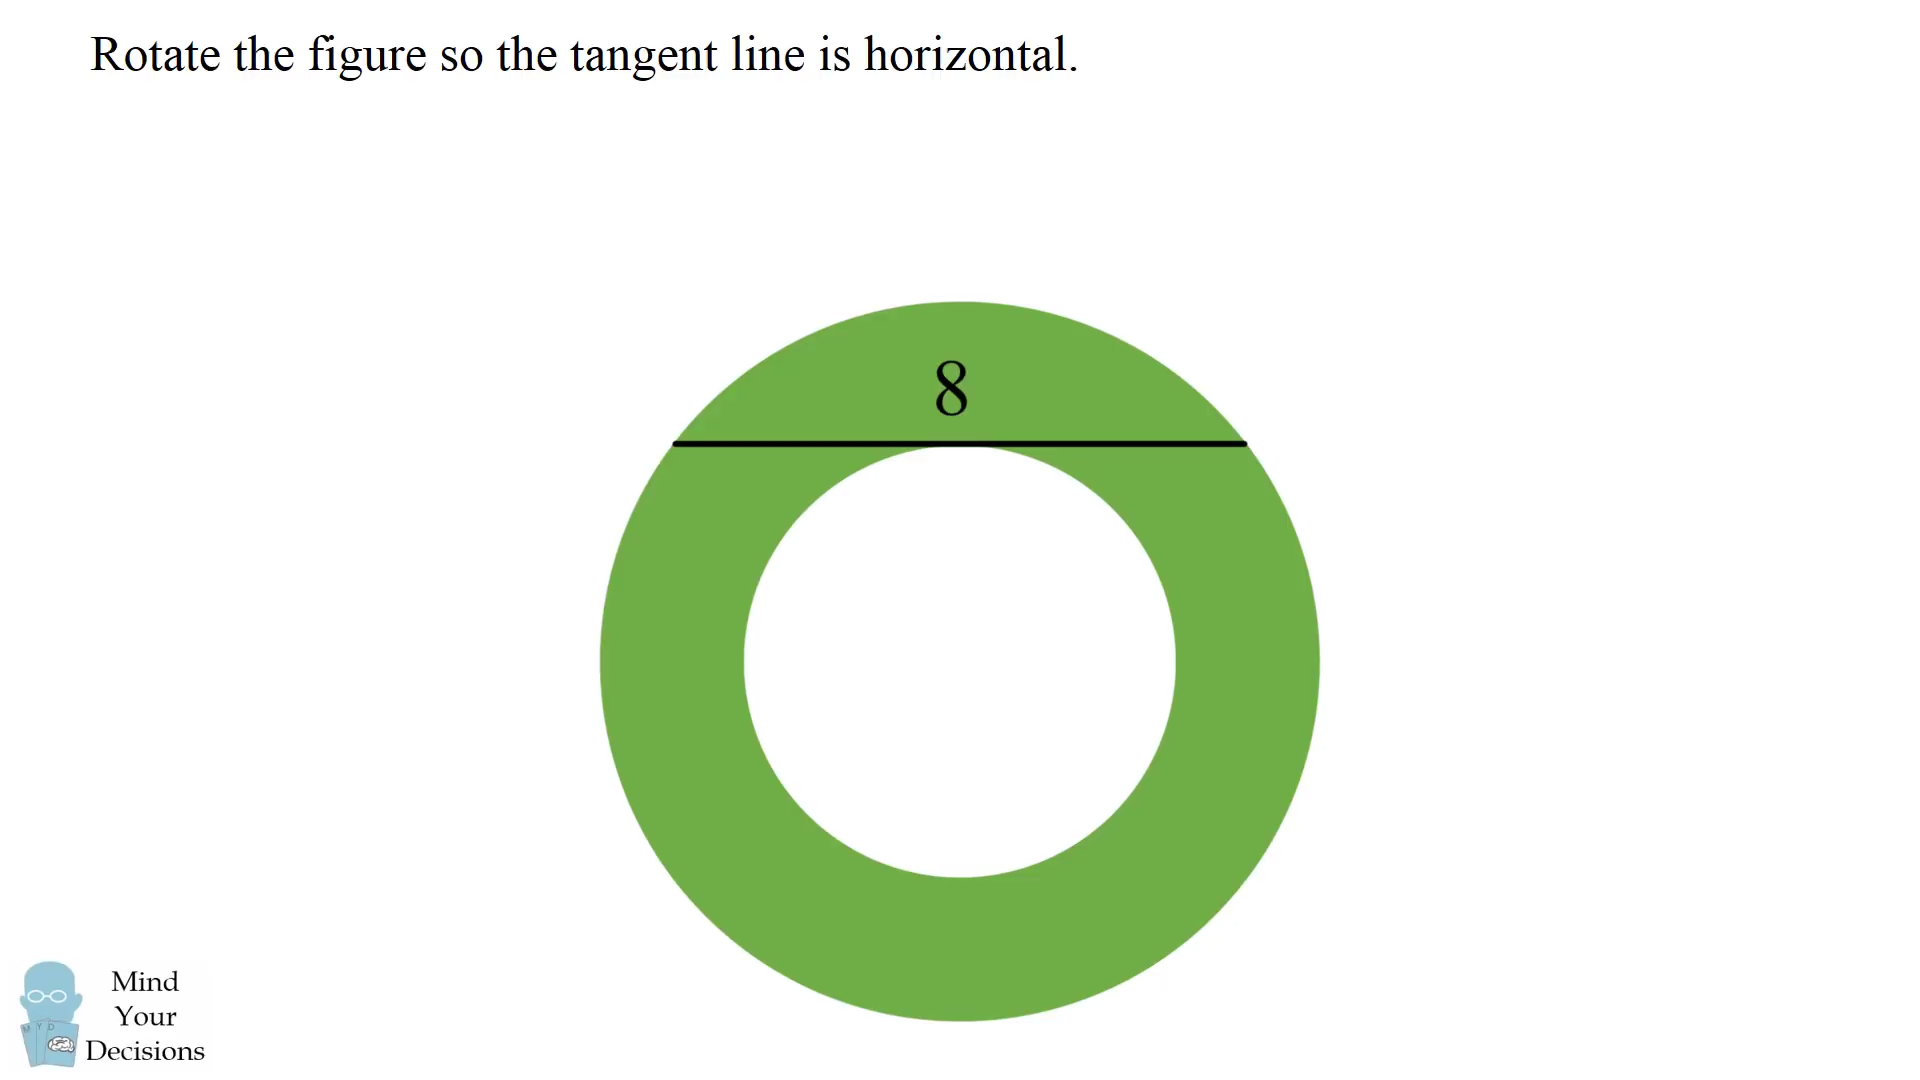 Rotate the figure so the tangent line is horizontal.
8
Mind
Your
Decisions
M Y D